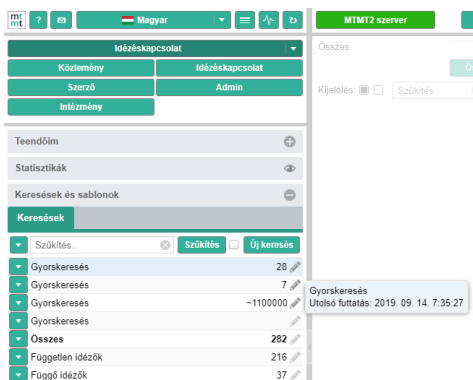 mt
mt
?
Magyar
MTMT2 szerver
Idézéskapcsolat
Közlemény
Idézéskapcsolat
Szerző
Admin
Intézmény
Összes
Kijelölés:
Szűkítés..
Teendőim
Statisztikák
Keresések és sablonok
Keresések
Szűkítés..
Szűkítés
Új keresés
Gyorskeresés 28
Gyorskeresés 7
Gyorskeresés ~1100000
Gyorskeresés
Utolsó futtatás: 2019. 09. 14. 7:35:27
Gyorskeresés
Összes 282
Független idézők 216
Függő idézők 37